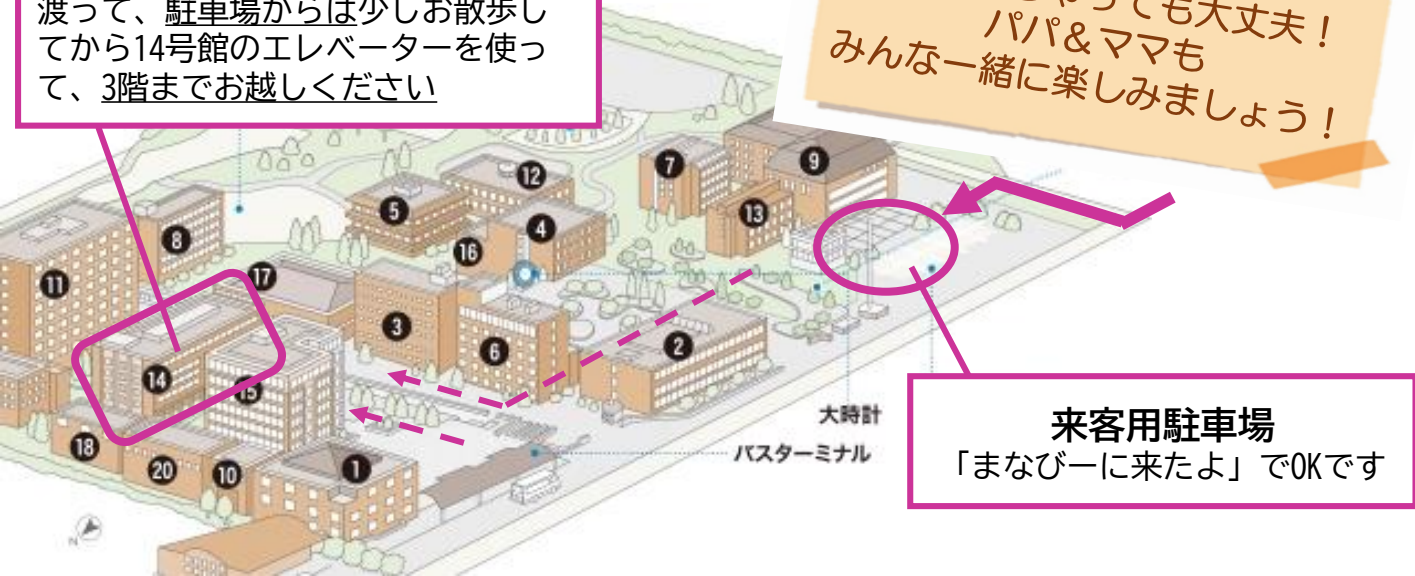 渡って、駐車場からは少しお散歩し
てから14号館のエレベーターを使っ
て、3階までお越しください
ても大丈夫！
パパ＆ママも
みんな一緒に楽しみましょう！
12
7
9
5
13
4
8
16
11
17
3
6
2
14
15
18
20
10
1
大時計
バスターミナル
来客用駐車場
「まなびーに来たよ」でOKです
N